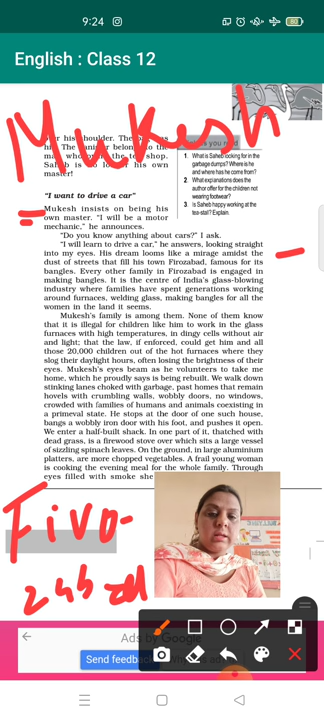 9:24
80
English : Class 12
Mukesh
his shoulder. The
master!
As you read
1. What is Saheb looking for in the
garbage dumps? Where is he
and where has he come from?
2. What explanations does the
author offer for the children not
wearing footwear?
3. Is Saheb happy working at the
tea-stall? Explain.
"I want to drive a car"
Mukesh insists on being his
own master. "I will be a motor
mechanic," he announces.
"Do you know anything about cars?" I ask.
"I will learn to drive a car," he answers, looking straight
into my eyes. His dream looms like a mirage amidst the
dust of streets that fill his town Firozabad, famous for its
bangles. Every other family in Firozabad is engaged in
making bangles. It is the centre of India's glass-blowing
industry where families have spent generations working
around furnaces, welding glass, making bangles for all the
women in the land it seems.
Mukesh's family is among them. None of them know
that it is illegal for children like him to work in the glass
furnaces with high temperatures, in dingy cells without air
and light; that the law, if enforced, could get him and all
those 20,000 children out of the hot furnaces where they
slog their daylight hours, often losing the brightness of their
eyes. Mukesh's eyes beam as he volunteers to take me
home, which he proudly says is being rebuilt. We walk down
stinking lanes choked with garbage, past homes that remain
hovels with crumbling walls, wobbly doors, no windows,
crowded with families of humans and animals coexisting in
a primeval state. He stops at the door of one such house,
bangs a wobbly iron door with his foot, and pushes it open.
We enter a half-built shack. In one part of it, thatched with
dead grass, is a firewood stove over which sits a large vessel
of sizzling spinach leaves. On the ground, in large aluminium
platters, are more chopped vegetables. A frail young woman
is cooking the evening meal for the whole family. Through
eyes filled with smoke she
Ads by Google
Send feedback